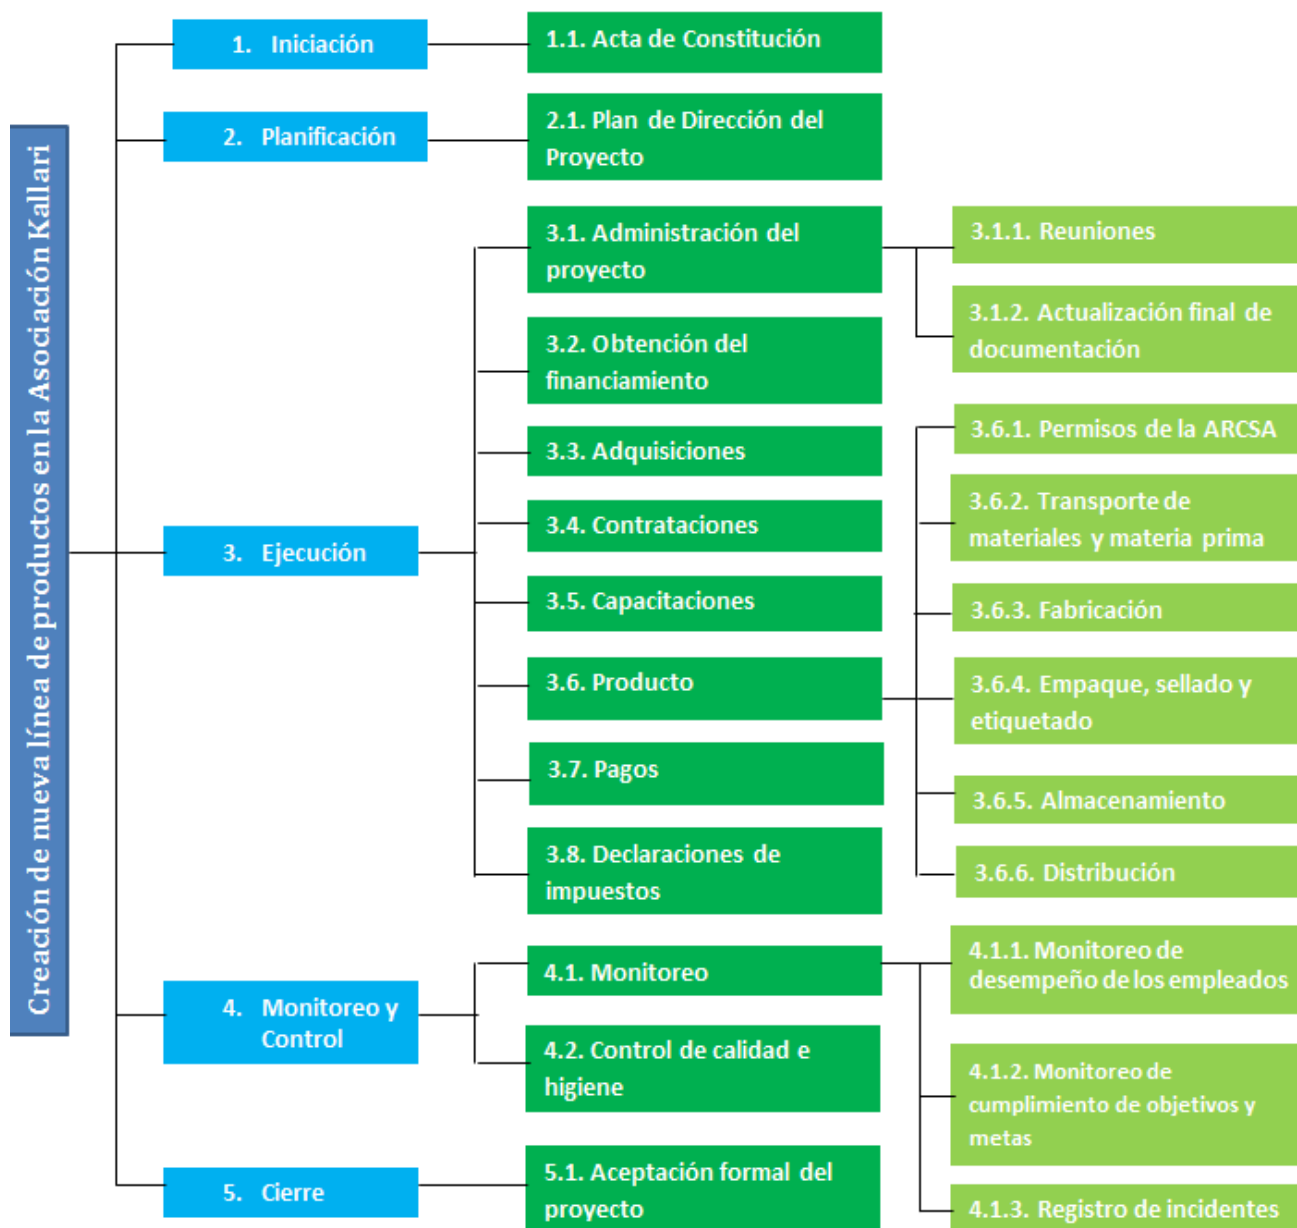 Creación de nueva línea de productos en la Asociación Kallari
1. Iniciación
1.1. Acta de Constitución
2. Planificación
2.1. Plan de Dirección del
Proyecto
3. Ejecución
3.1. Administración del
proyecto
3.1.1. Reuniones
3.1.2. Actualización final de
documentación
3.2. Obtención del
financiamiento
3.3. Adquisiciones
3.4. Contrataciones
3.5. Capacitaciones
3.6. Producto
3.6.1. Permisos de la ARCSA
3.6.2. Transporte de
materiales y materia prima
3.6.3. Fabricación
3.6.4. Empaque, sellado y
etiquetado
3.6.5. Almacenamiento
3.6.6. Distribución
3.7. Pagos
3.8. Declaraciones de
impuestos
4. Monitoreo y
Control
4.1. Monitoreo
4.1.1. Monitoreo de
desempeño de los empleados
4.1.2. Monitoreo de
cumplimiento de objetivos y
metas
4.1.3. Registro de incidentes
4.2. Control de calidad e
higiene
5. Cierre
5.1. Aceptación formal del
proyecto